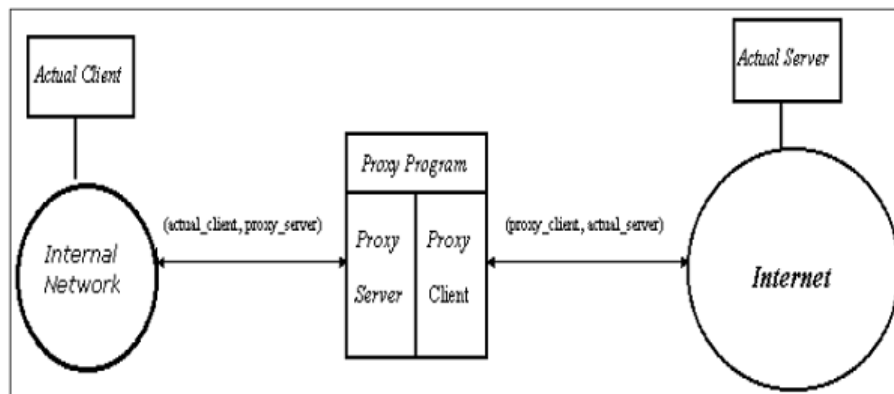 Actual Client
Actual Server
Proxy Program
(actual_client, proxy_server)
(proxy_client, actual_server)
Internal
Network
Proxy
Server
Proxy
Client
Internet